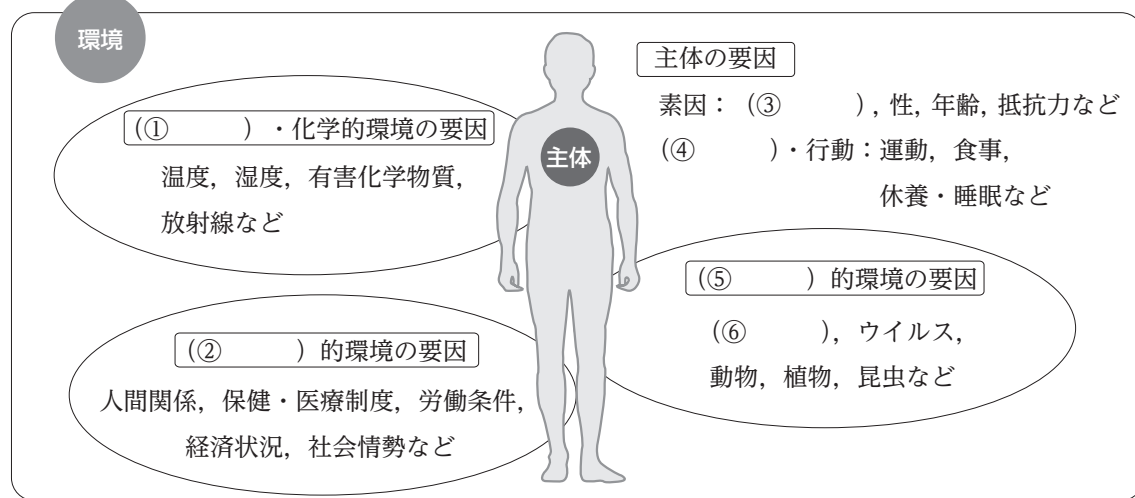 環境
主体の要因
素因：（③　　　），性，年齢，抵抗力など
（④　　　）・行動：運動，食事，
休養・睡眠など
（①　　　）・化学的環境の要因
温度，湿度，有害化学物質，
放射線など
主体
（⑤　　　）的環境の要因
（⑥　　　），ウイルス，
動物，植物，昆虫など
（②　　　）的環境の要因
人間関係，保健・医療制度，労働条件，
経済状況，社会情勢など